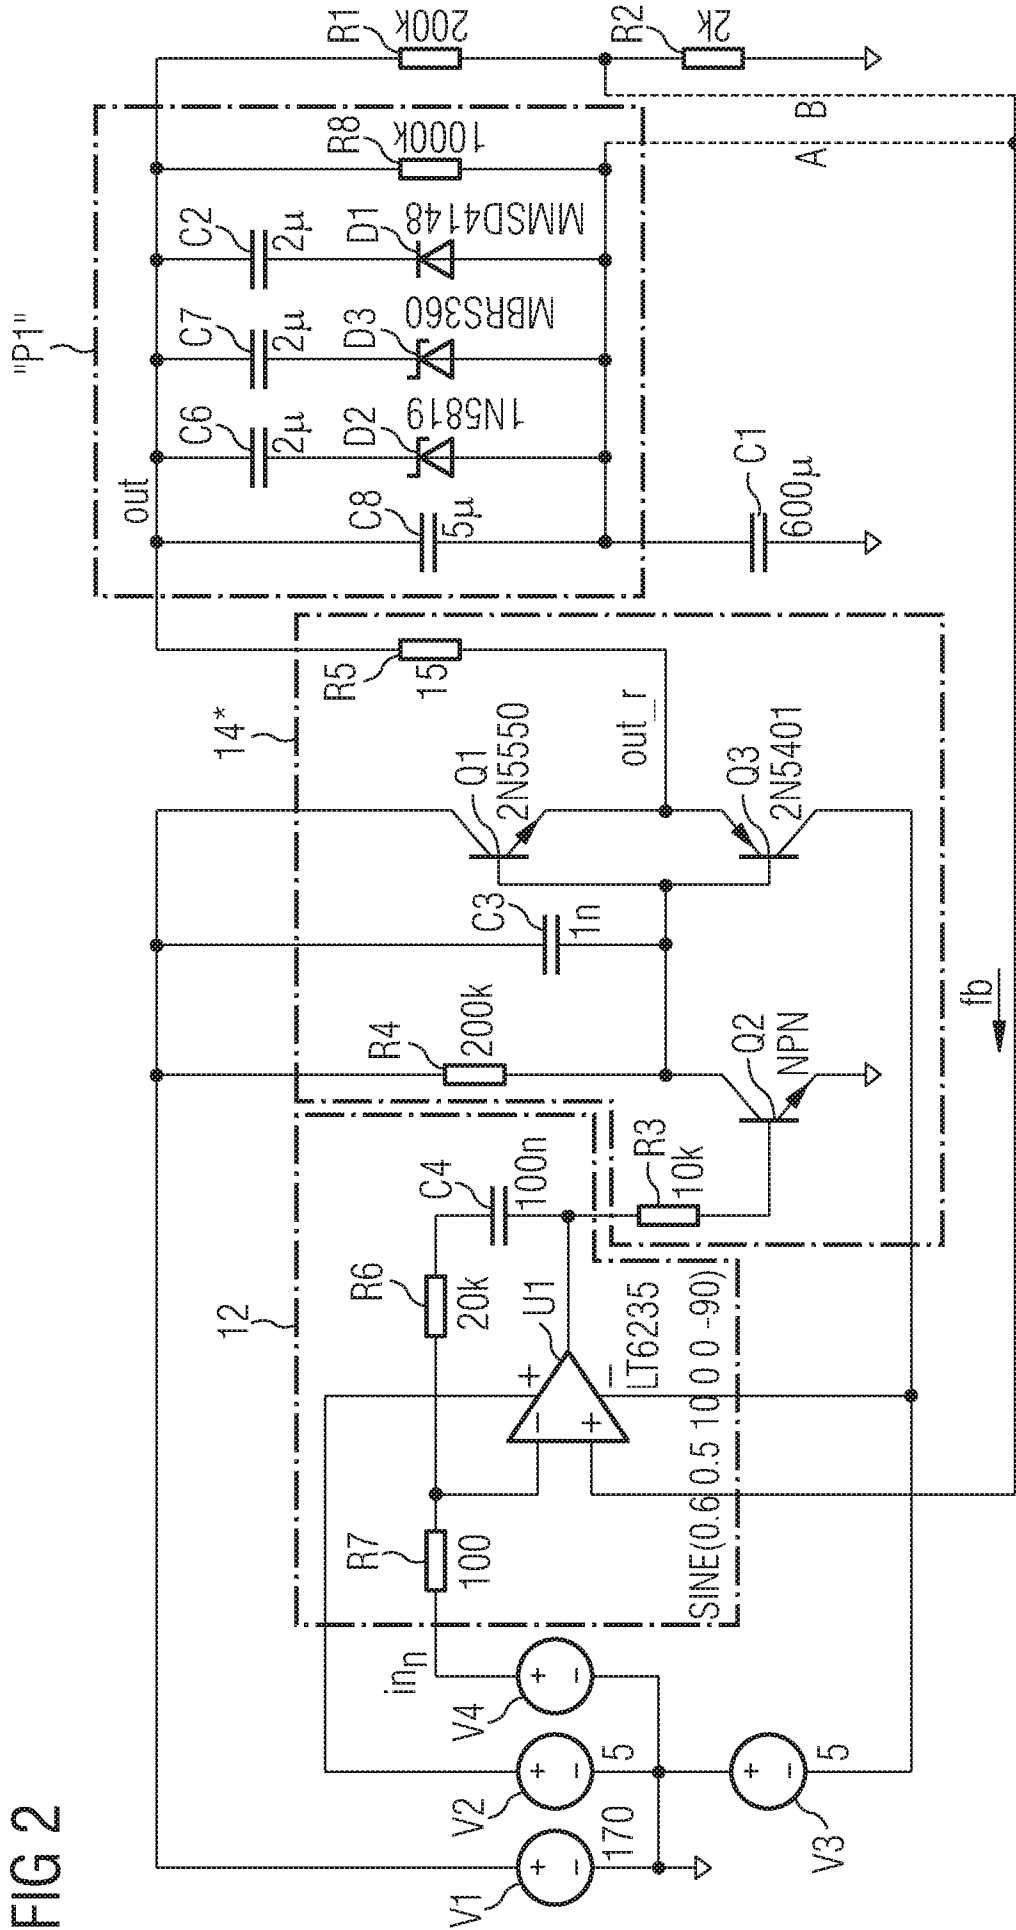 FIG 2
V1
170
V2
5
V3
5
V4
in_n
12
R7
100
R6
20k
C4
100n
U1
LT6235
+
−
−
+
SINE(0.6 0.5 10 0 0 -90)
+
−
+
−
+
−
+
−
14*
R3
10k
Q2
NPN
R4
200k
C3
1n
Q1
2N5550
Q3
2N5401
out_r
R5
15
fb
"P1"
out
C8
5µ
C6
2µ
D2
1N5819
C7
2µ
D3
MBRS360
C2
2µ
D1
MMSD4148
R8
1000k
C1
600µ
R1
200k
R2
2k
A
B